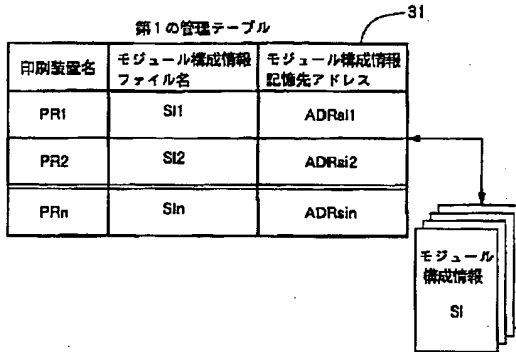 第1の管理テーブル
31
印刷装置名
モジュール構成情報
ファイル名
モジュール構成情報
記憶先アドレス
PR1
SI1
ADRsi1
PR2
SI2
ADRsi2
PRn
SIn
ADRsin
モジュール
構成情報
SI